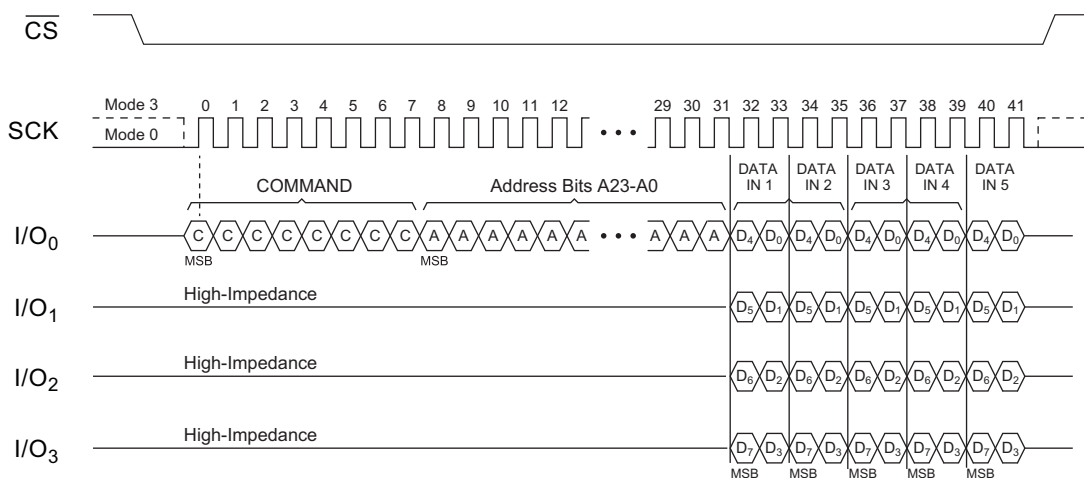 CS
Mode 3
0 1 2 3 4 5 6 7 8 9 10 11 12 29 30 31 32 33 34 35 36 37 38 39 40 41
SCK
Mode 0
COMMAND
Address Bits A23-A0
DATA IN 1
DATA IN 2
DATA IN 3
DATA IN 4
DATA IN 5
I/O0 C C C C C C C C A A A A A A • • • A A A D4 D0 D4 D0 D4 D0 D4 D0 D4 D0
MSB MSB
High-Impedance
I/O1 D5 D1 D5 D1 D5 D1 D5 D1 D5 D1
High-Impedance
I/O2 D6 D2 D6 D2 D6 D2 D6 D2 D6 D2
High-Impedance
I/O3 D7 D3 D7 D3 D7 D3 D7 D3 D7 D3
MSB MSB MSB MSB MSB